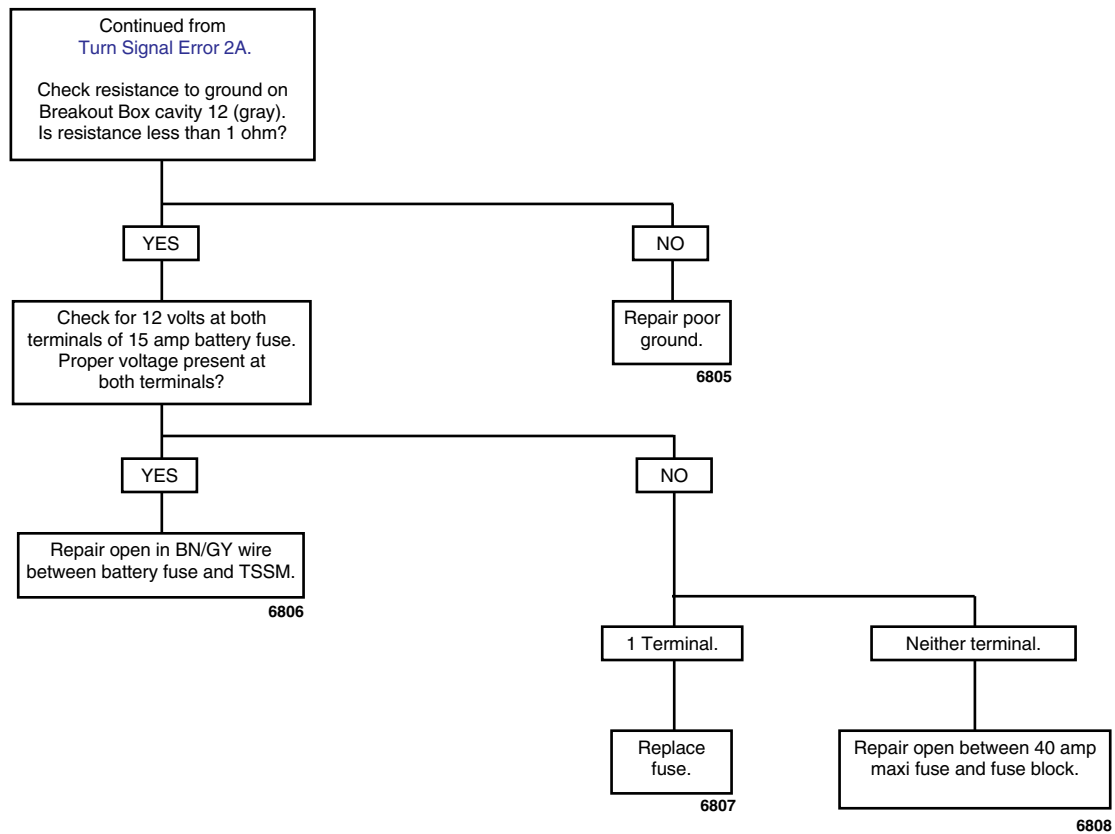 Continued from
Turn Signal Error 2A.
Check resistance to ground on
Breakout Box cavity 12 (gray).
Is resistance less than 1 ohm?
YES
NO
Check for 12 volts at both
terminals of 15 amp battery fuse.
Proper voltage present at
both terminals?
Repair poor
ground.
6805
YES
NO
Repair open in BN/GY wire
between battery fuse and TSSM.
6806
1 Terminal.
Neither terminal.
Replace
fuse.
6807
Repair open between 40 amp
maxi fuse and fuse block.
6808